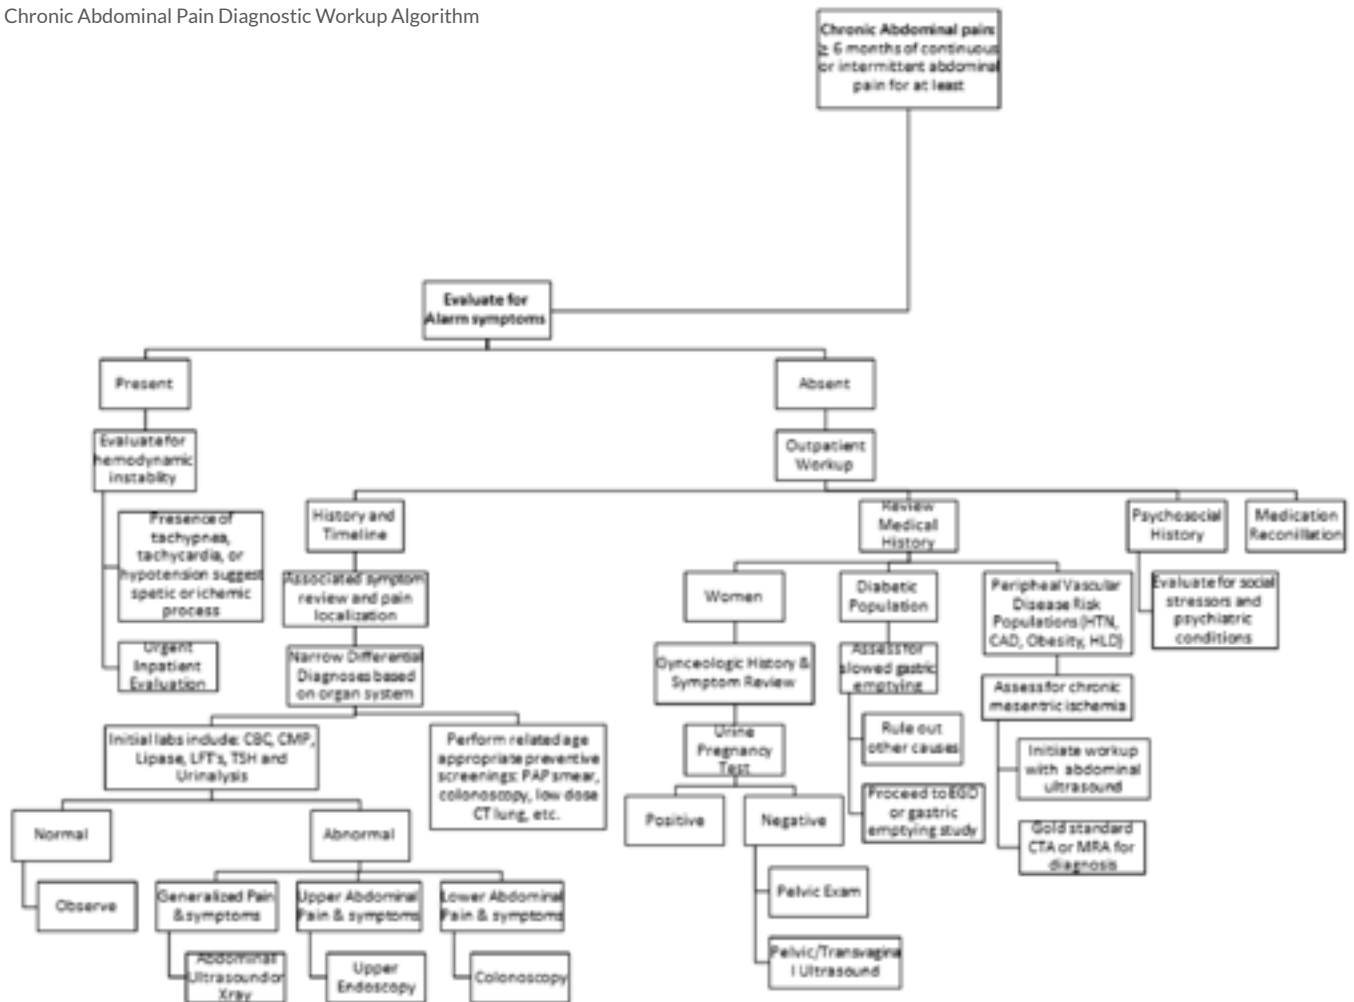 Chronic Abdominal Pain Diagnostic Workup Algorithm
Chronic Abdominal pain:
≥ 6 months of continuous
or intermittent abdominal
pain for at least
Evaluate for
Alarm symptoms
Present
Absent
Evaluate for
hemodynamic
instablity
Outpatient
Workup
Presence of
tachypnea,
tachycardia, or
hypotension suggest
spetic or ichemic
process
Urgent
Inpatient
Evaluation
History and
Timeline
Associated symptom
review and pain
localization
Narrow Differential
Diagnoses based
on organ system
Initial labs include: CBC, CMP,
Lipase, LFT's, TSH and
Urinalysis
Perform related age
appropriate preventive
screenings: PAP smear,
colonoscopy, low dose
CT lung, etc.
Normal
Observe
Abnormal
Generalized Pain
& symptoms
Abdominall
Ultrasound or
Xray
Upper Abdominal
Pain & symptoms
Upper
Endoscopy
Lower Abdominal
Pain & symptoms
Colonoscopy
Review
Medical
History
Women
Gynceologic History &
Symptom Review
Urine
Pregnancy
Test
Positive
Negative
Pelvic Exam
Pelvic/Transvagina
l Ultrasound
Diabetic
Population
Assess for
slowed gastric
emptying
Rule out
other causes
Proceed to EGD
or gastric
emptying study
Peripheal Vascular
Disease Risk
Populations (HTN,
CAD, Obesity, HLD)
Assess for chronic
mesentric ischemia
Initiate workup
with abdominal
ultrasound
Gold standard
CTA or MRA for
diagnosis
Psychosocial
History
Evaluate for social
stressors and
psychiatric
conditions
Medication
Reconillation